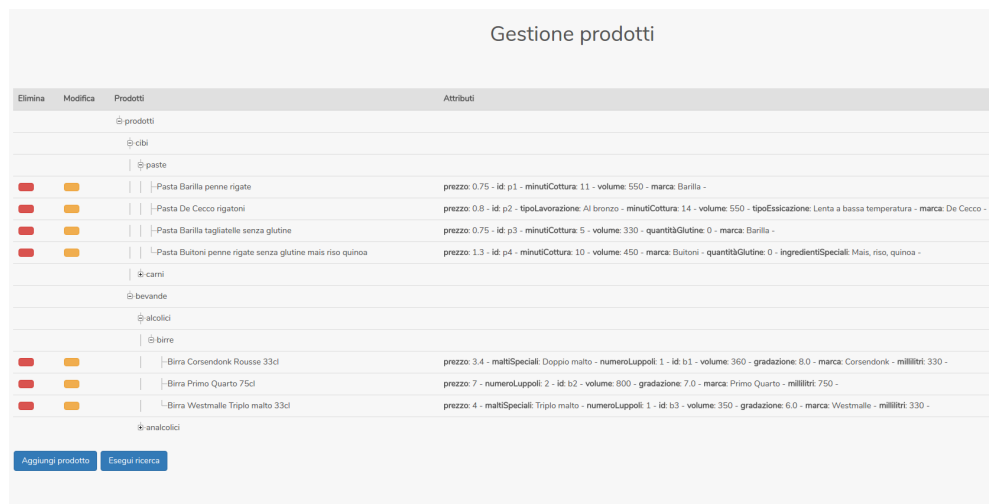 Gestione prodotti
Elimina Modifica Prodotti Attributi
prodotti
cibi
paste
Pasta Barilla penne rigate prezzo: 0.75 - id: p1 - minutiCottura: 11 - volume: 550 - marca: Barilla -
Pasta De Cecco rigatoni prezzo: 0.8 - id: p2 - tipoLavorazione: Al bronzo - minutiCottura: 14 - volume: 550 - tipoEssicazione: Lenta a bassa temperatura - marca: De Cecco -
Pasta Barilla tagliatelle senza glutine prezzo: 0.75 - id: p3 - minutiCottura: 5 - volume: 330 - quantitàGlutine: 0 - marca: Barilla -
Pasta Buitoni penne rigate senza glutine mais riso quinoa prezzo: 1.3 - id: p4 - minutiCottura: 10 - volume: 450 - marca: Buitoni - quantitàGlutine: 0 - ingredientiSpeciali: Mais, riso, quinoa -
carni
bevande
alcolici
birre
Birra Corsendonk Rousse 33cl prezzo: 3.4 - maltiSpeciali: Doppio malto - numeroLuppoli: 1 - id: b1 - volume: 360 - gradazione: 8.0 - marca: Corsendonk - millilitri: 330 -
Birra Primo Quarto 75cl prezzo: 7 - numeroLuppoli: 2 - id: b2 - volume: 800 - gradazione: 7.0 - marca: Primo Quarto - millilitri: 750 -
Birra Westmalle Triplo malto 33cl prezzo: 4 - maltiSpeciali: Triplo malto - numeroLuppoli: 1 - id: b3 - volume: 350 - gradazione: 6.0 - marca: Westmalle - millilitri: 330 -
analcolici
Aggiungi prodotto Esegui ricerca